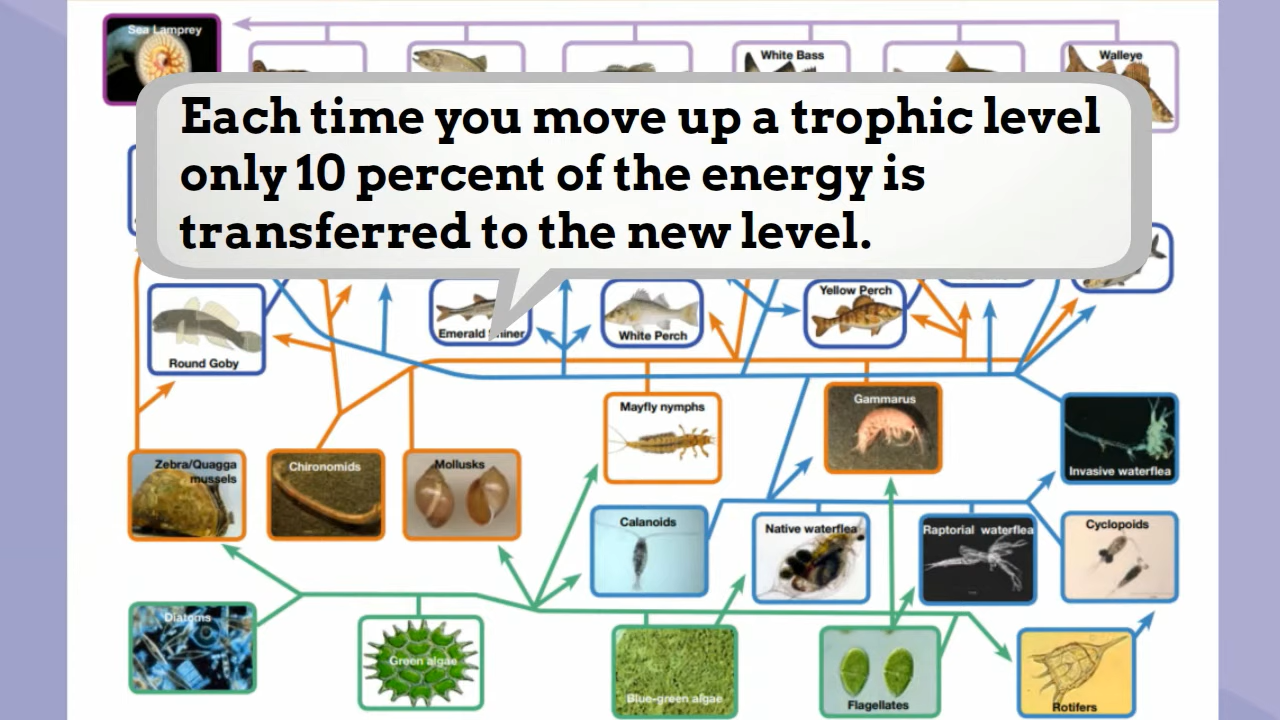 Sea Lamprey
White Bass
Walleye
Each time you move up a trophic level
only 10 percent of the energy is
transferred to the new level.
Yellow Perch
Emerald
White Perch
Round Goby
Mayfly nymphs
Gammarus
Zebra/Quagga
mussels
Chironomids
Mollusks
Invasive waterflea
Calanoids
Native waterflea
Raptorial waterflea
Cyclopoids
Diatoms
Green algae
Blue-green algae
Flagellates
Rotifers